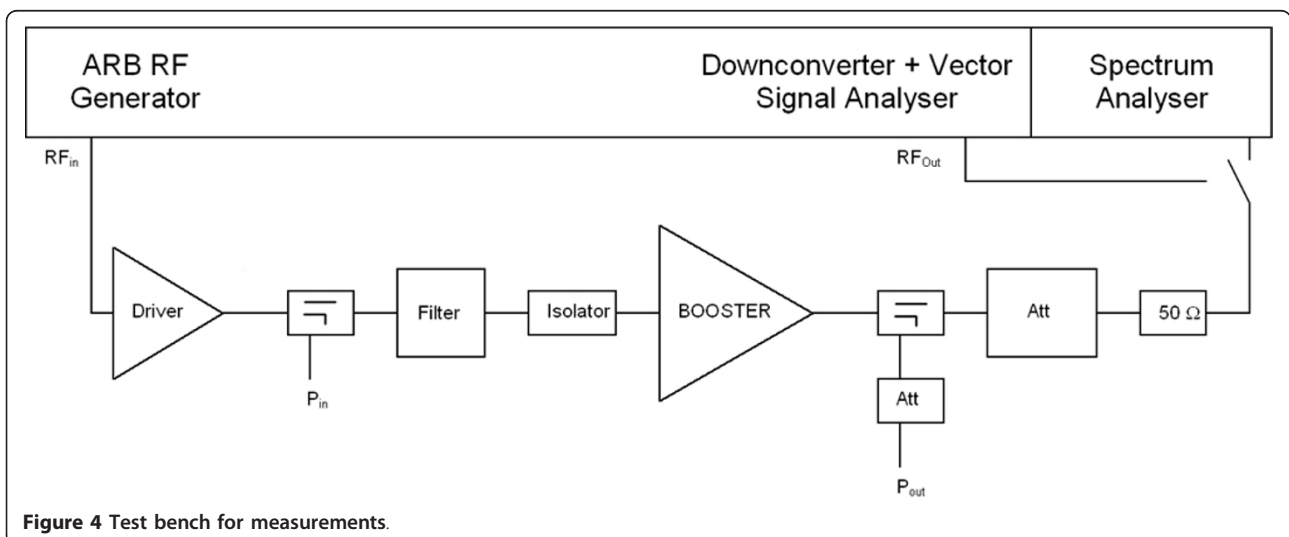 ARB RF
Generator
Downconverter + Vector
Signal Analyser
Spectrum
Analyser
RFin
RFOut
Driver
Filter
Isolator
BOOSTER
Att
50 Ω
Pin
Att
Pout
Figure 4 Test bench for measurements.